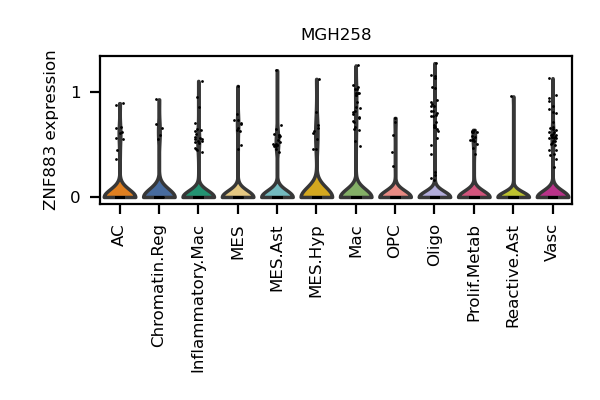 MGH258
ZNF883 expression
1
0
AC
Chromatin.Reg
Inflammatory.Mac
MES
MES.Ast
MES.Hyp
Mac
OPC
Oligo
Prolif.Metab
Reactive.Ast
Vasc